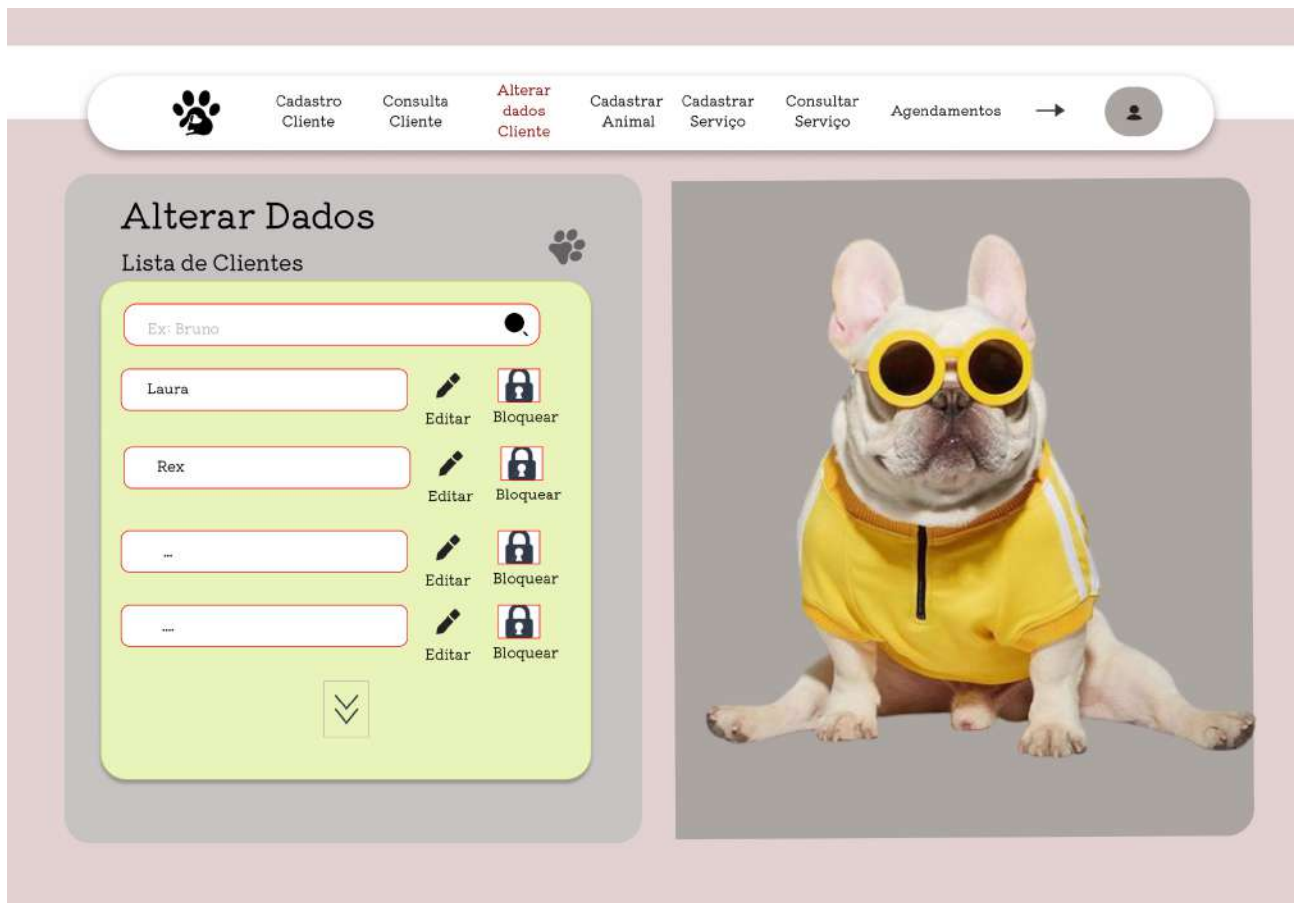 Cadastro
Cliente
Consulta
Cliente
Alterar
dados
Cliente
Cadastrar
Animal
Cadastrar
Serviço
Consultar
Serviço
Agendamentos
Alterar Dados
Lista de Clientes
Ex: Bruno
Laura
Editar
Bloquear
Rex
Editar
Bloquear
...
Editar
Bloquear
....
Editar
Bloquear